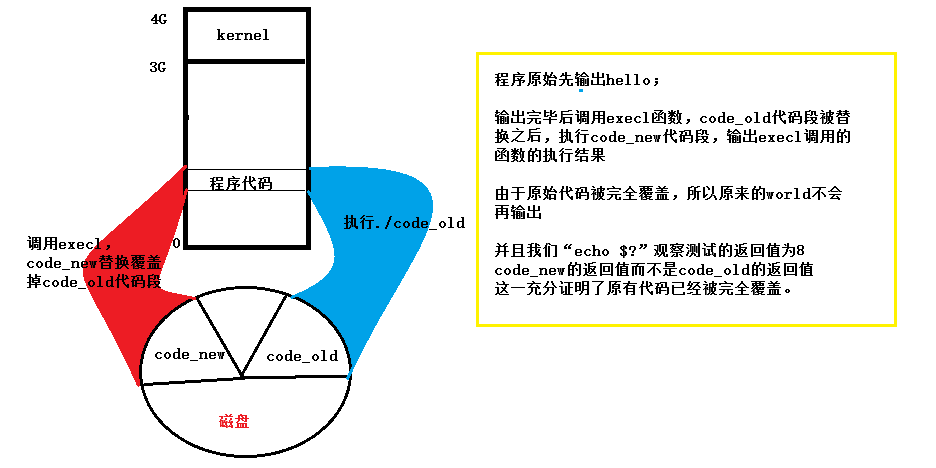 4G
kernel
3G
程序代码
0
执行./code_old
调用execl，
code_new替换覆盖
掉code_old代码段
code_new
code_old
磁盘
程序原始先输出hello；
输出完毕后调用execl函数，code_old代码段被替
换之后，执行code_new代码段，输出execl调用的
函数的执行结果
由于原始代码被完全覆盖，所以原来的world不会
再输出
并且我们“echo $?”观察测试的返回值为8
code_new的返回值而不是code_old的返回值
这一充分证明了原有代码已经被完全覆盖。